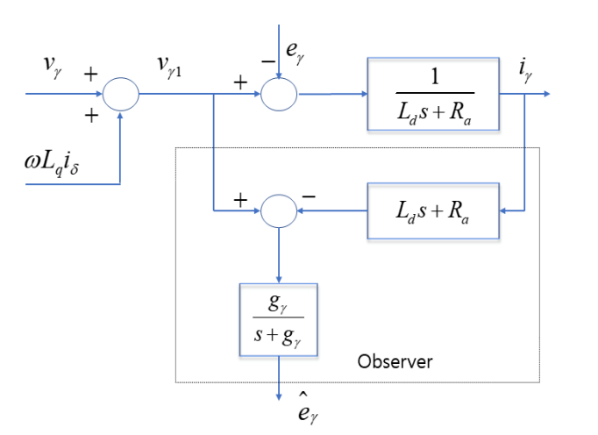 v_γ + v_γ1 + − e_γ 1 / (L_d s + R_a) i_γ
+
ωL_q i_δ
+ − L_d s + R_a
g_γ / (s + g_γ)
Observer
ê_γ